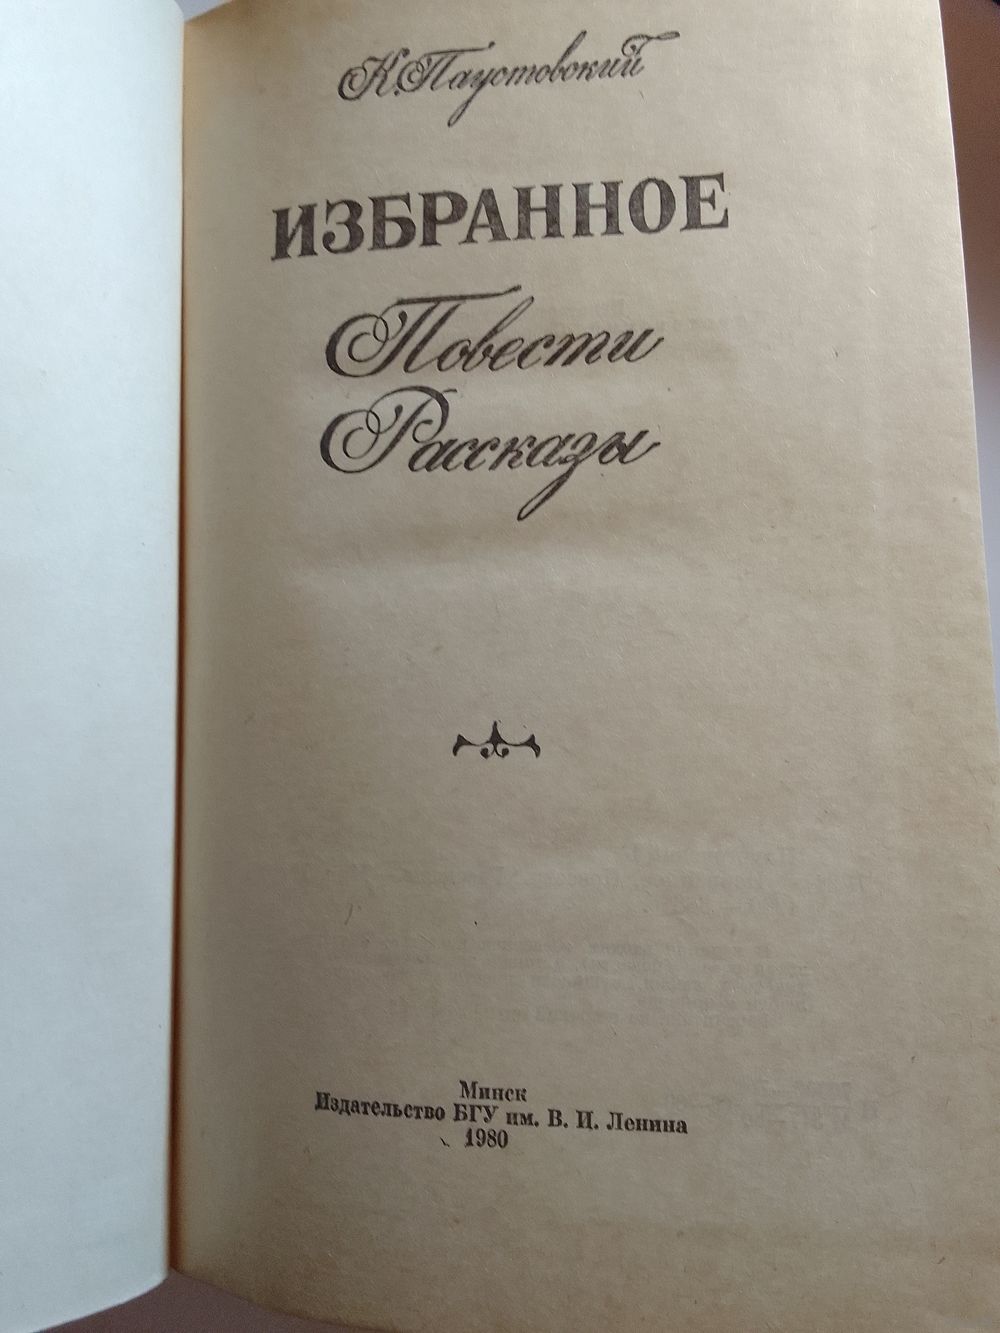 К. Паустовский
ИЗБРАННОЕ
Повести
Рассказы
Минск
Издательство БГУ им. В. И. Ленина
1980